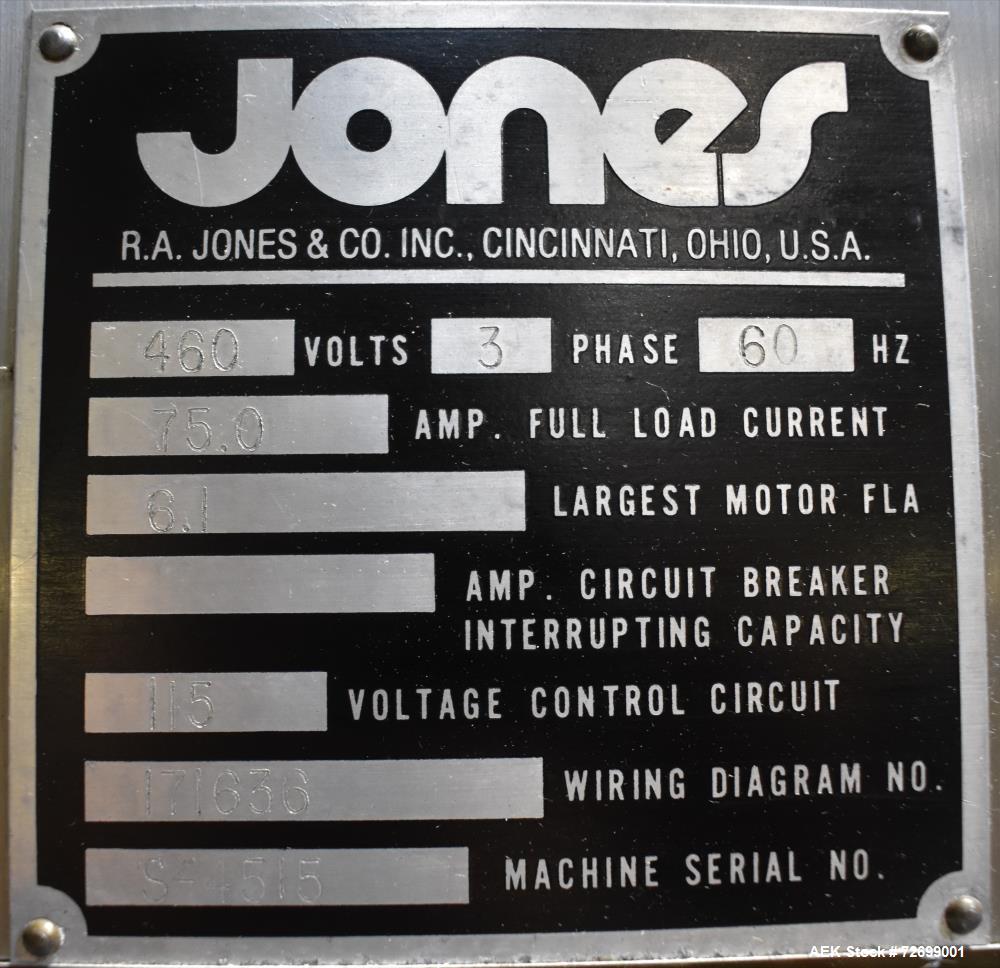 Jones
R.A. JONES & CO. INC., CINCINNATI, OHIO, U.S.A.
460 VOLTS 3 PHASE 60 HZ
75.0 AMP. FULL LOAD CURRENT
6.1 LARGEST MOTOR FLA
AMP. CIRCUIT BREAKER
INTERRUPTING CAPACITY
115 VOLTAGE CONTROL CIRCUIT
171636 WIRING DIAGRAM NO.
MACHINE SERIAL NO.
AEK Stock # 72699001